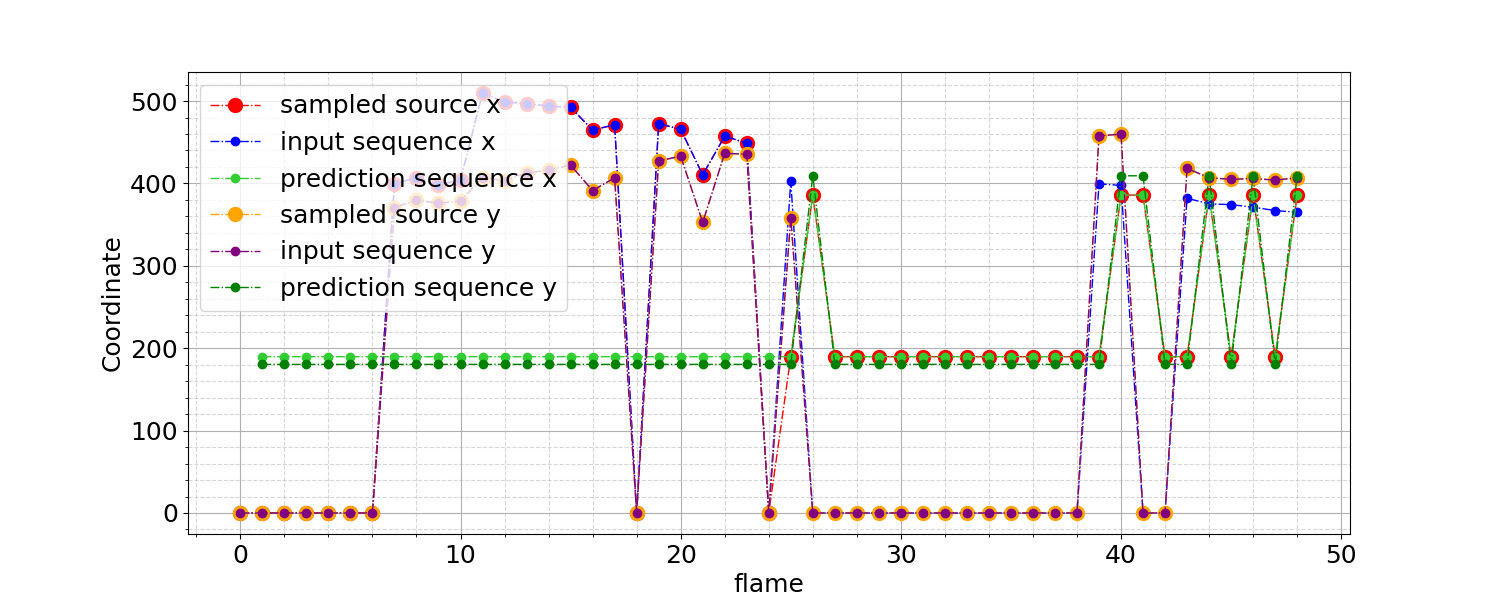 500
400
300
200
100
0
Coordinate
sampled source x
input sequence x
prediction sequence x
sampled source y
input sequence y
prediction sequence y
0 10 20 30 40 50
flame